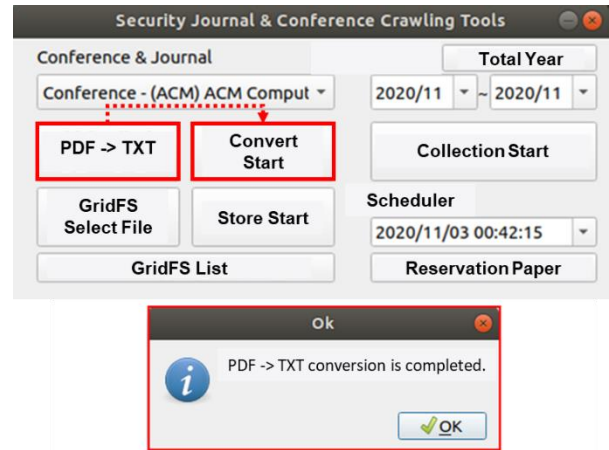 Security Journal & Conference Crawling Tools
Conference & Journal
Total Year
Conference - (ACM) ACM Comput
2020/11 ~ 2020/11
PDF -> TXT
Convert
Start
Collection Start
GridFS
Select File
Store Start
Scheduler
2020/11/03 00:42:15
GridFS List
Reservation Paper
Ok
i
PDF -> TXT conversion is completed.
OK